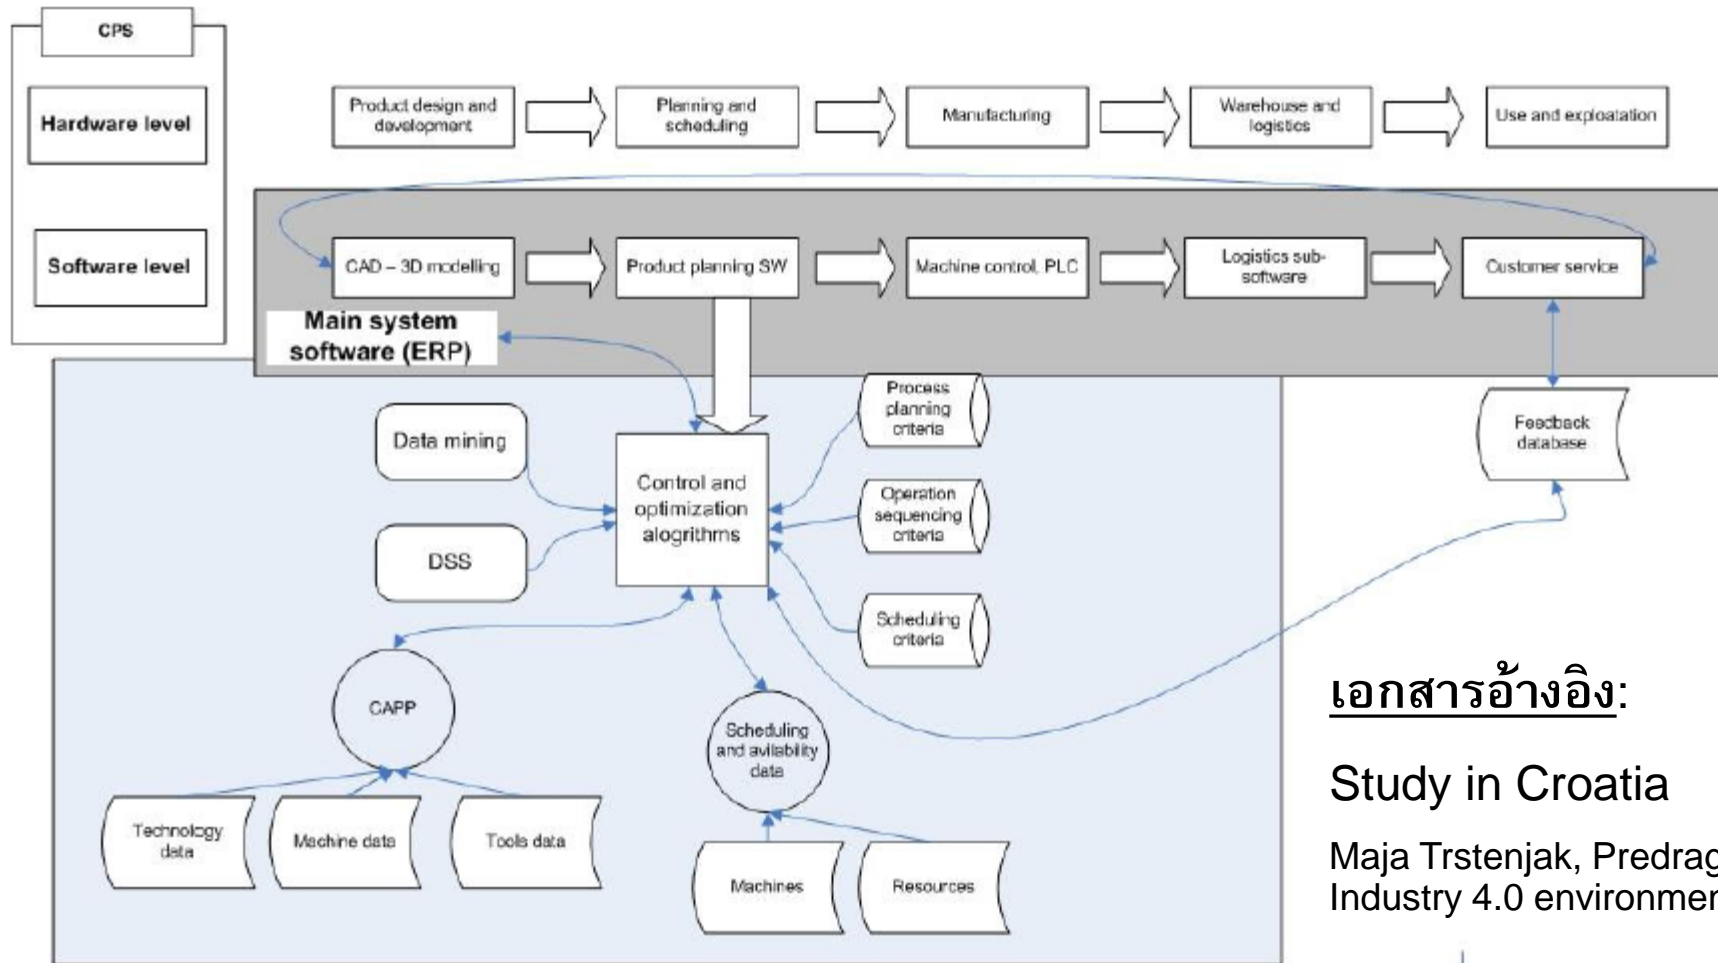 CPS
Hardware level
Product design and
development
Planning and
scheduling
Manufacturing
Warehouse and
logistics
Use and exploatation
Software level
CAD – 3D modelling
Product planning SW
Machine control, PLC
Logistics sub-
software
Customer service
Main system
software (ERP)
Data mining
DSS
Control and
optimization
alogrithms
Process
planning
criteria
Operation
sequencing
criteria
Scheduling
criteria
Feedback
database
CAPP
Scheduling
and avilability
data
Technology
data
Machine data
Tools data
Machines
Resources
เอกสารอ้างอิง:
Study in Croatia
Maja Trstenjak, Predrag
Industry 4.0